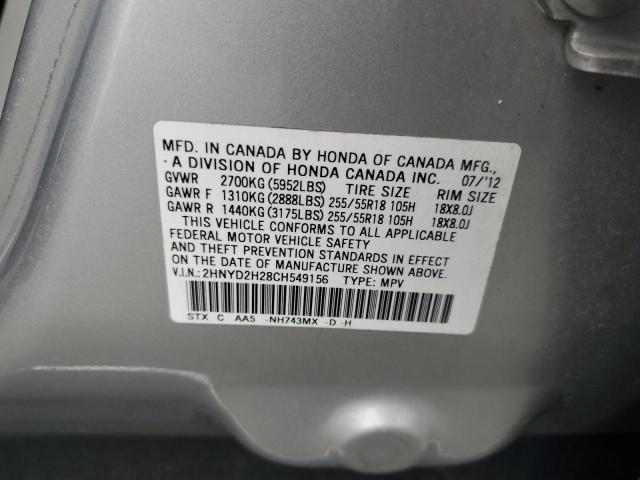 MFD. IN CANADA BY HONDA OF CANADA MFG.,
A DIVISION OF HONDA CANADA INC. 07/'12
GVWR 2700KG(5952LBS) TIRE SIZE RIM SIZE
GAWR F 1310KG(2888LBS) 255/55R18 105H 18X8.0J
GAWR R 1440KG(3175LBS) 255/55R18 105H 18X8.0J
THIS VEHICLE CONFORMS TO ALL APPLICABLE
FEDERAL MOTOR VEHICLE SAFETY
AND THEFT PREVENTION STANDARDS IN EFFECT
ON THE DATE OF MANUFACTURE SHOWN ABOVE.
V.I.N.: 2HNYD2H28CH549156 TYPE: MPV
STX C AA5 -NH743MX -D -H